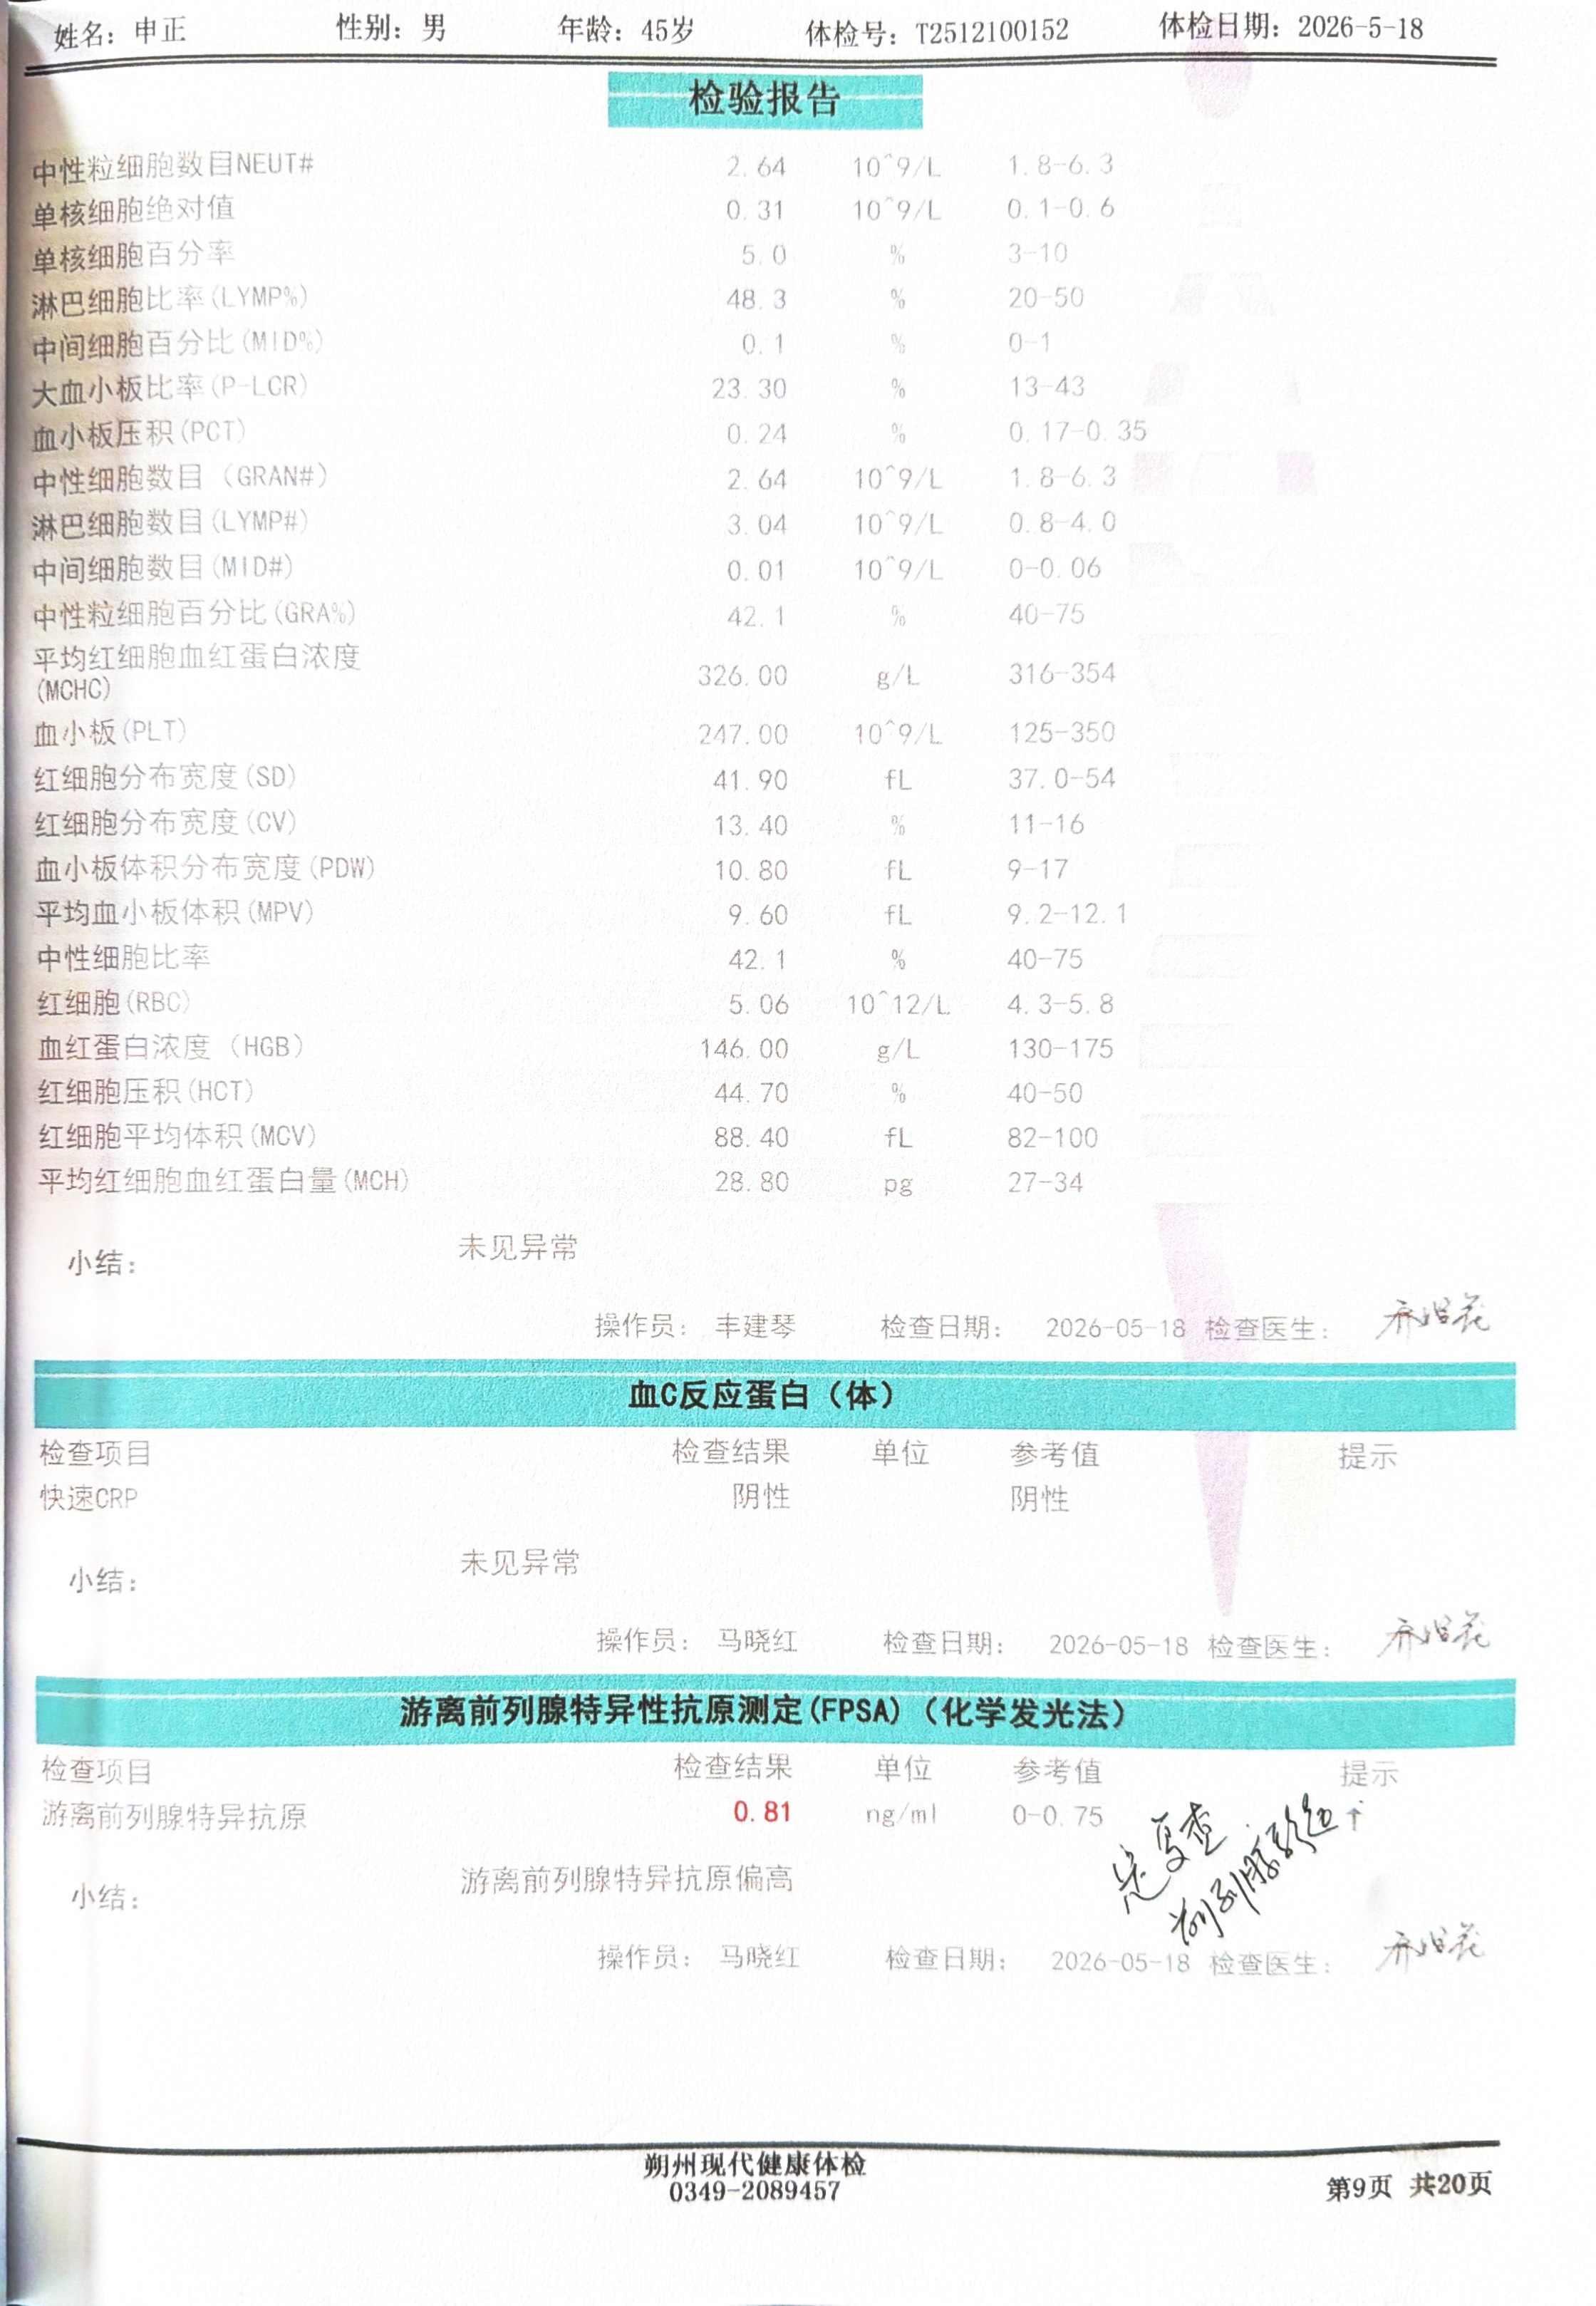 姓名：申正 性别：男 年龄：45岁 体检号：T2512100152 体检日期：2026-5-18
检验报告
中性粒细胞数目NEUT# 2.64 10^9/L 1.8-6.3
单核细胞绝对值 0.31 10^9/L 0.1-0.6
单核细胞百分率 5.0 % 3-10
淋巴细胞比率(LYMP%) 48.3 % 20-50
中间细胞百分比(MID%) 0.1 % 0-1
大血小板比率(P-LCR) 23.30 % 13-43
血小板压积(PCT) 0.24 % 0.17-0.35
中性细胞数目（GRAN#） 2.64 10^9/L 1.8-6.3
淋巴细胞数目(LYMP#) 3.04 10^9/L 0.8-4.0
中间细胞数目(MID#) 0.01 10^9/L 0-0.06
中性粒细胞百分比(GRA%) 42.1 % 40-75
平均红细胞血红蛋白浓度
(MCHC) 326.00 g/L 316-354
血小板(PLT) 247.00 10^9/L 125-350
红细胞分布宽度(SD) 41.90 fL 37.0-54
红细胞分布宽度(CV) 13.40 % 11-16
血小板体积分布宽度(PDW) 10.80 fL 9-17
平均血小板体积(MPV) 9.60 fL 9.2-12.1
中性细胞比率 42.1 % 40-75
红细胞(RBC) 5.06 10^12/L 4.3-5.8
血红蛋白浓度（HGB） 146.00 g/L 130-175
红细胞压积(HCT) 44.70 % 40-50
红细胞平均体积(MCV) 88.40 fL 82-100
平均红细胞血红蛋白量(MCH) 28.80 pg 27-34
小结： 未见异常
操作员： 丰建琴 检查日期： 2026-05-18 检查医生：
血C反应蛋白（体）
检查项目 检查结果 单位 参考值 提示
快速CRP 阴性 阴性
小结： 未见异常
操作员： 马晓红 检查日期： 2026-05-18 检查医生：
游离前列腺特异性抗原测定(FPSA)（化学发光法）
检查项目 检查结果 单位 参考值 提示
游离前列腺特异抗原 0.81 ng/ml 0-0.75 ↑
复查
前列腺彩超
小结： 游离前列腺特异抗原偏高
操作员： 马晓红 检查日期： 2026-05-18 检查医生：
朔州现代健康体检
0349-2089457
第9页 共20页